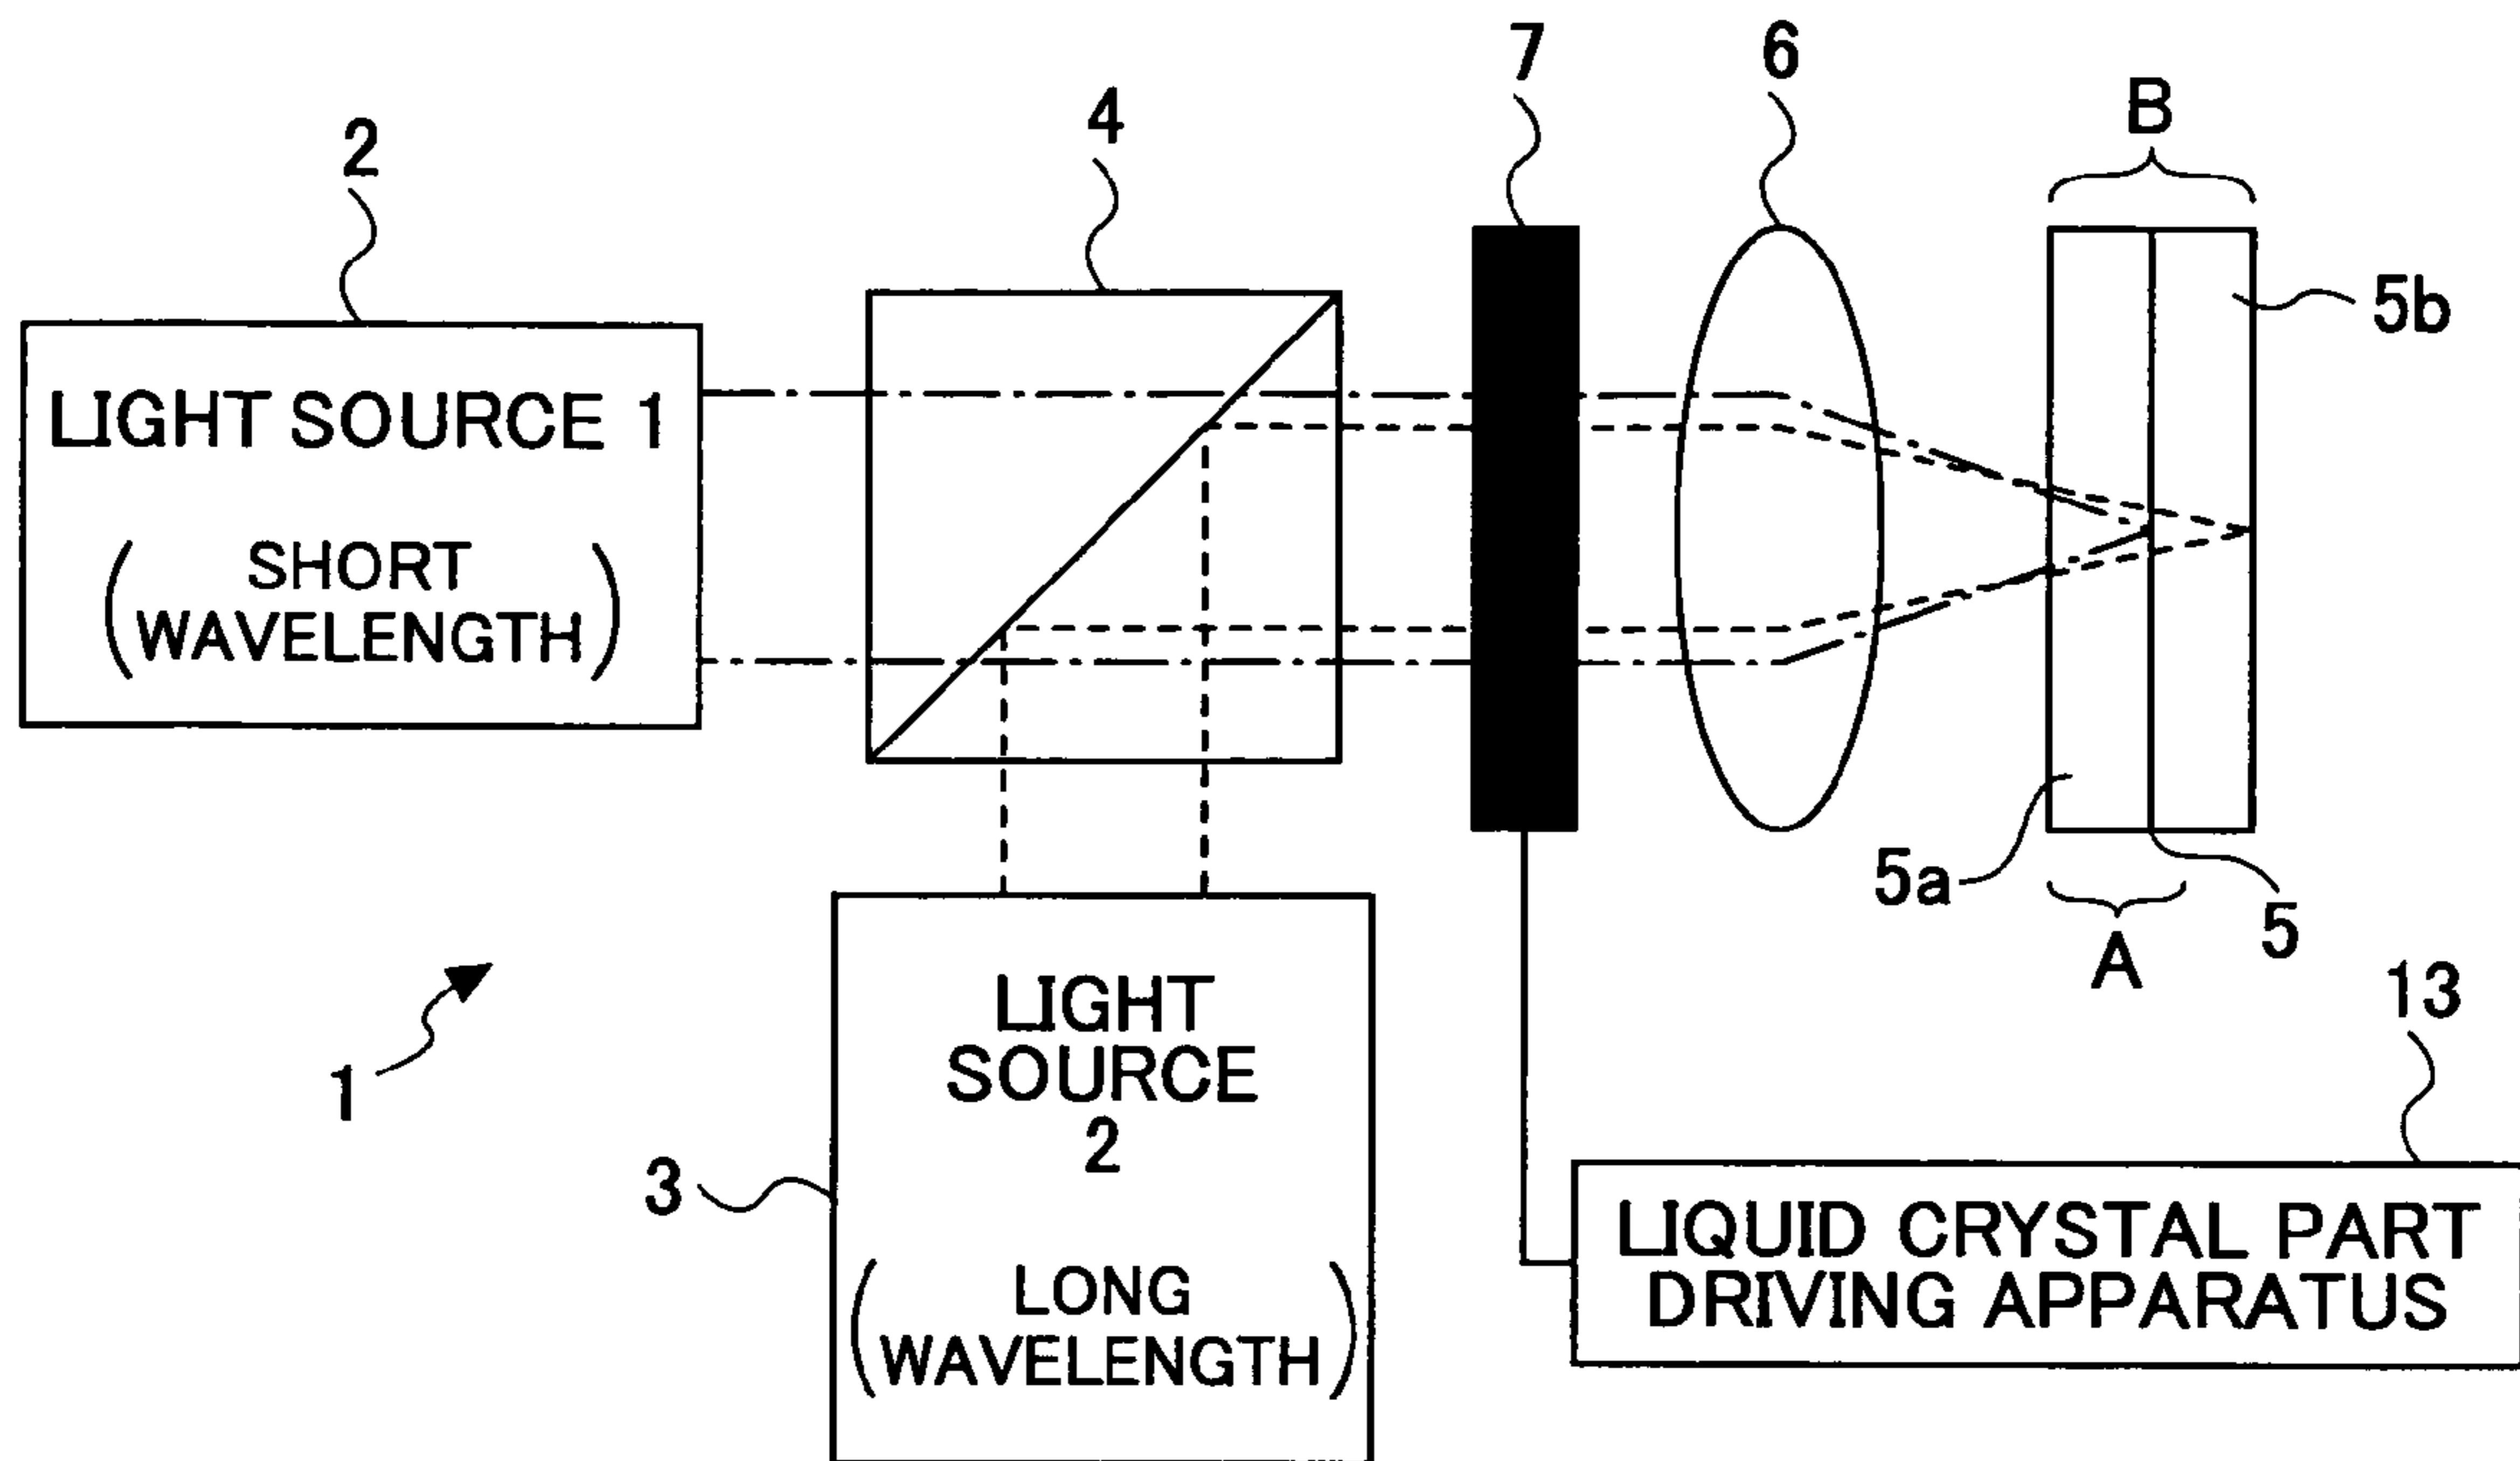 7
6
B
4
2
5b
LIGHT SOURCE 1
SHORT
WAVELENGTH
5a
5
A
13
1
LIGHT
SOURCE
2
3
LONG
WAVELENGTH
LIQUID CRYSTAL PART
DRIVING APPARATUS